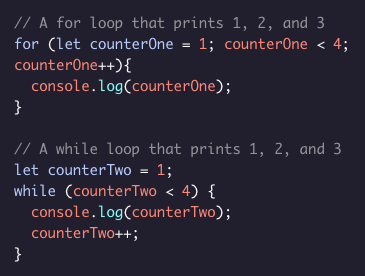 // A for loop that prints 1, 2, and 3
for (let counterOne = 1; counterOne < 4;
counterOne++){
  console.log(counterOne);
}

// A while loop that prints 1, 2, and 3
let counterTwo = 1;
while (counterTwo < 4) {
  console.log(counterTwo);
  counterTwo++;
}